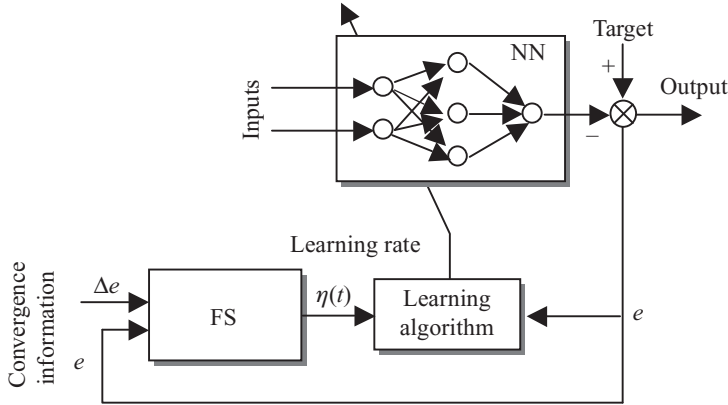 NN
Target
+
Output
Inputs
−
Learning rate
Convergence
information
Δe
η(t)
FS
Learning
algorithm
e
e